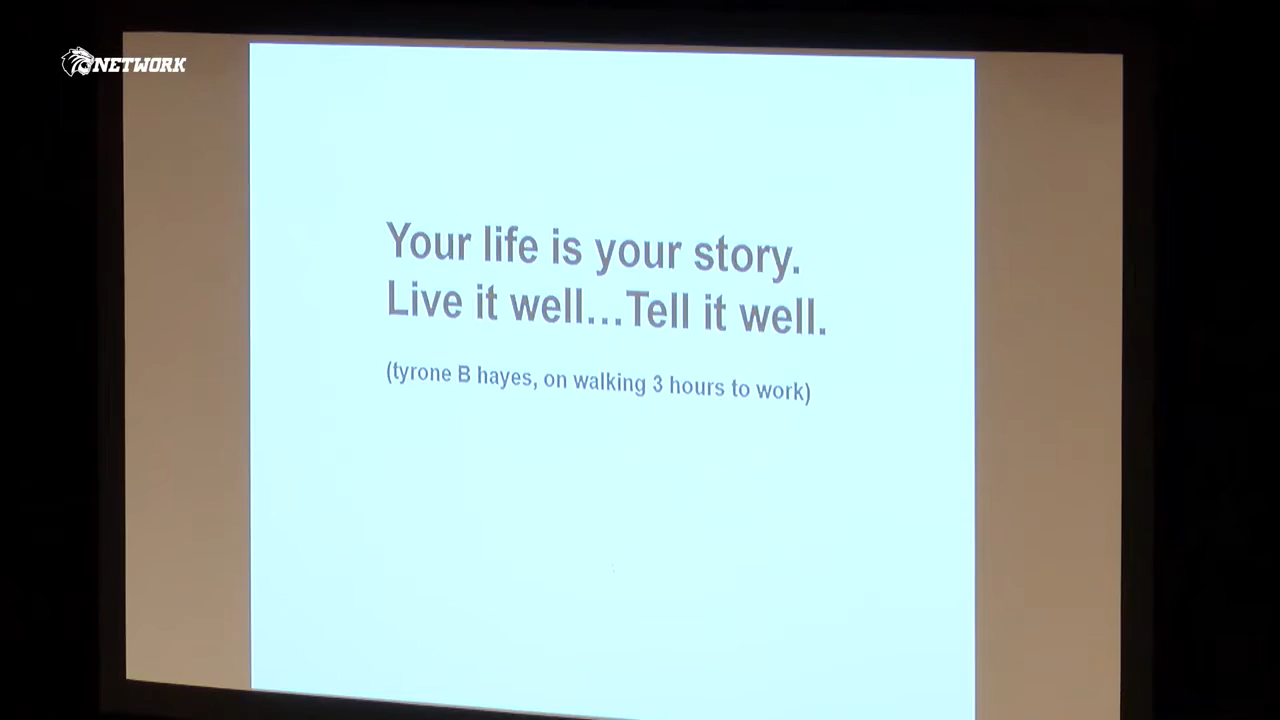 NETWORK
Your life is your story.
Live it well...Tell it well.
(tyrone B hayes, on walking 3 hours to work)